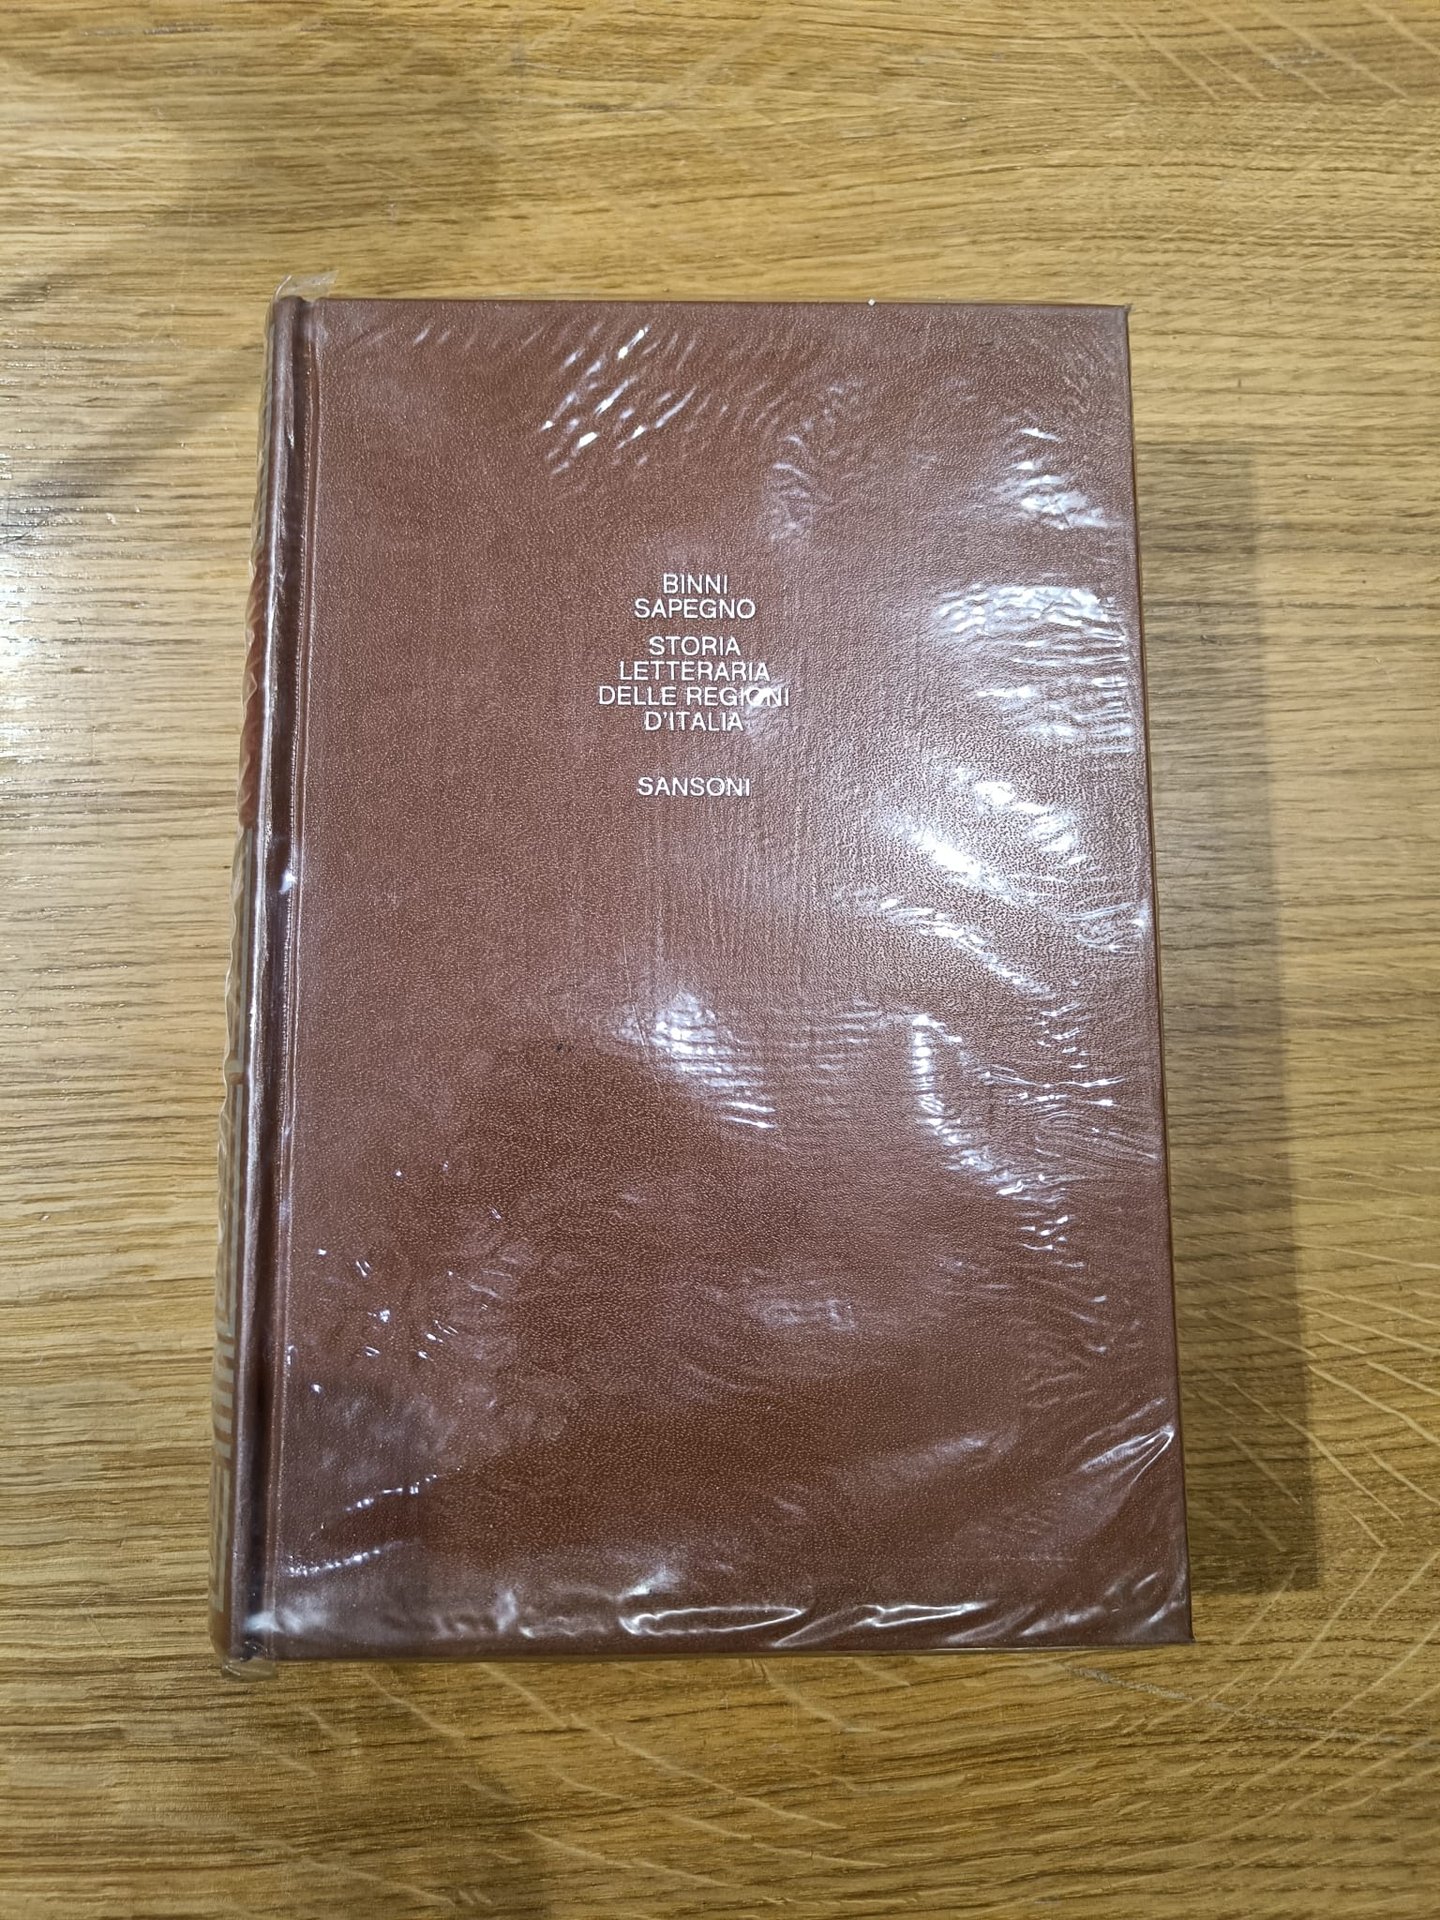 BINNI
SAPEGNO
STORIA
LETTERARIA
DELLE REGIONI
D'ITALIA
SANSONI